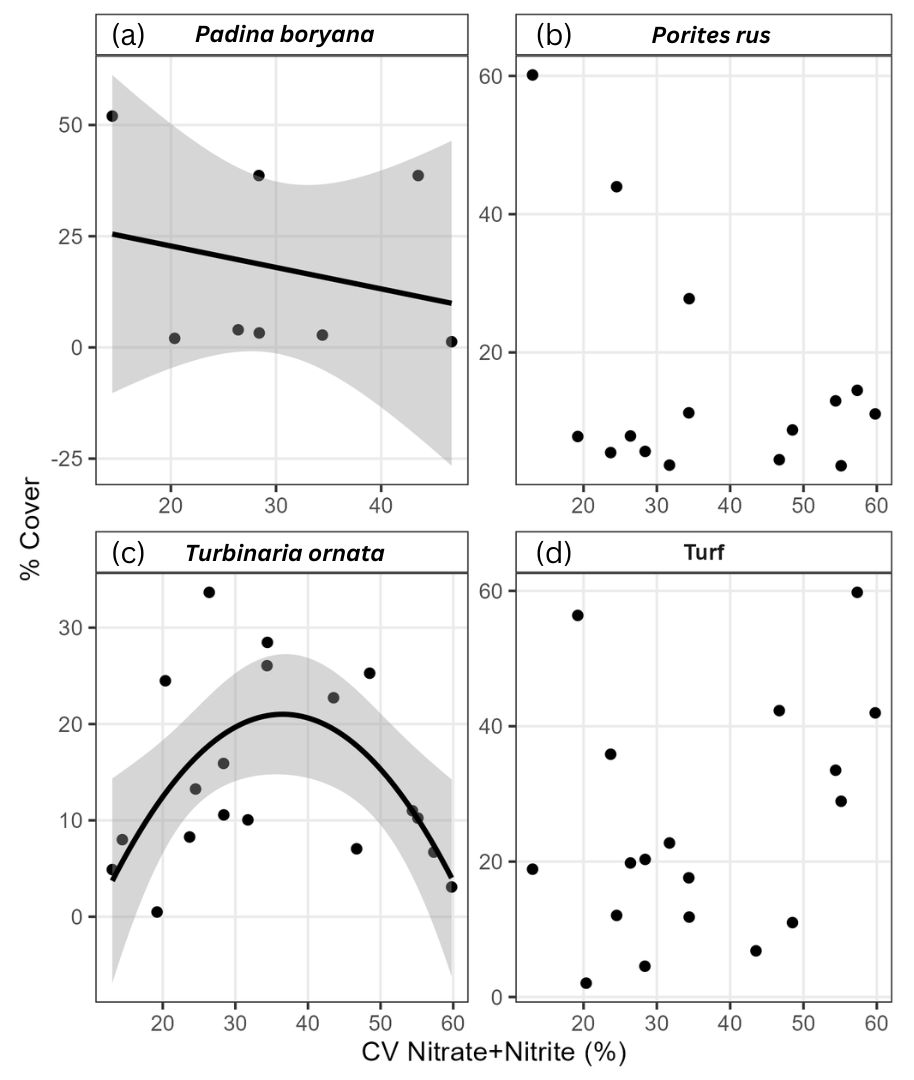 (a) Padina boryana
(b) Porites rus
50
25
0
-25
20 30 40
60
40
20
20 30 40 50 60
% Cover
(c) Turbinaria ornata
(d) Turf
30
20
10
0
20 30 40 50 60
60
40
20
0
20 30 40 50 60
CV Nitrate+Nitrite (%)